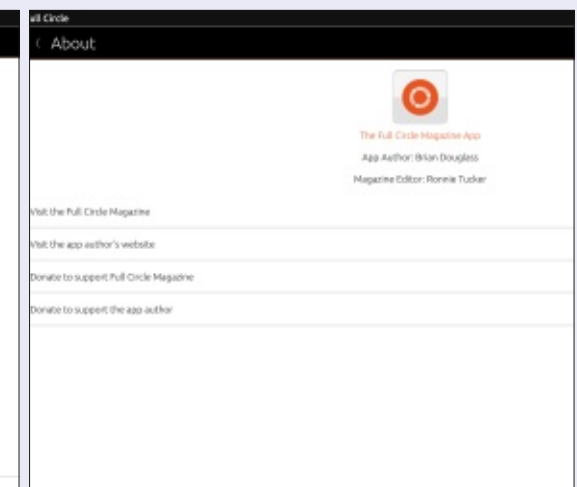 ull Circle
About
The Full Circle Magazine App
App Author: Brian Douglass
Magazine Editor: Ronnie Tucker
Visit the Full Circle Magazine
Visit the app author's website
Donate to support Full Circle Magazine
Donate to support the app author